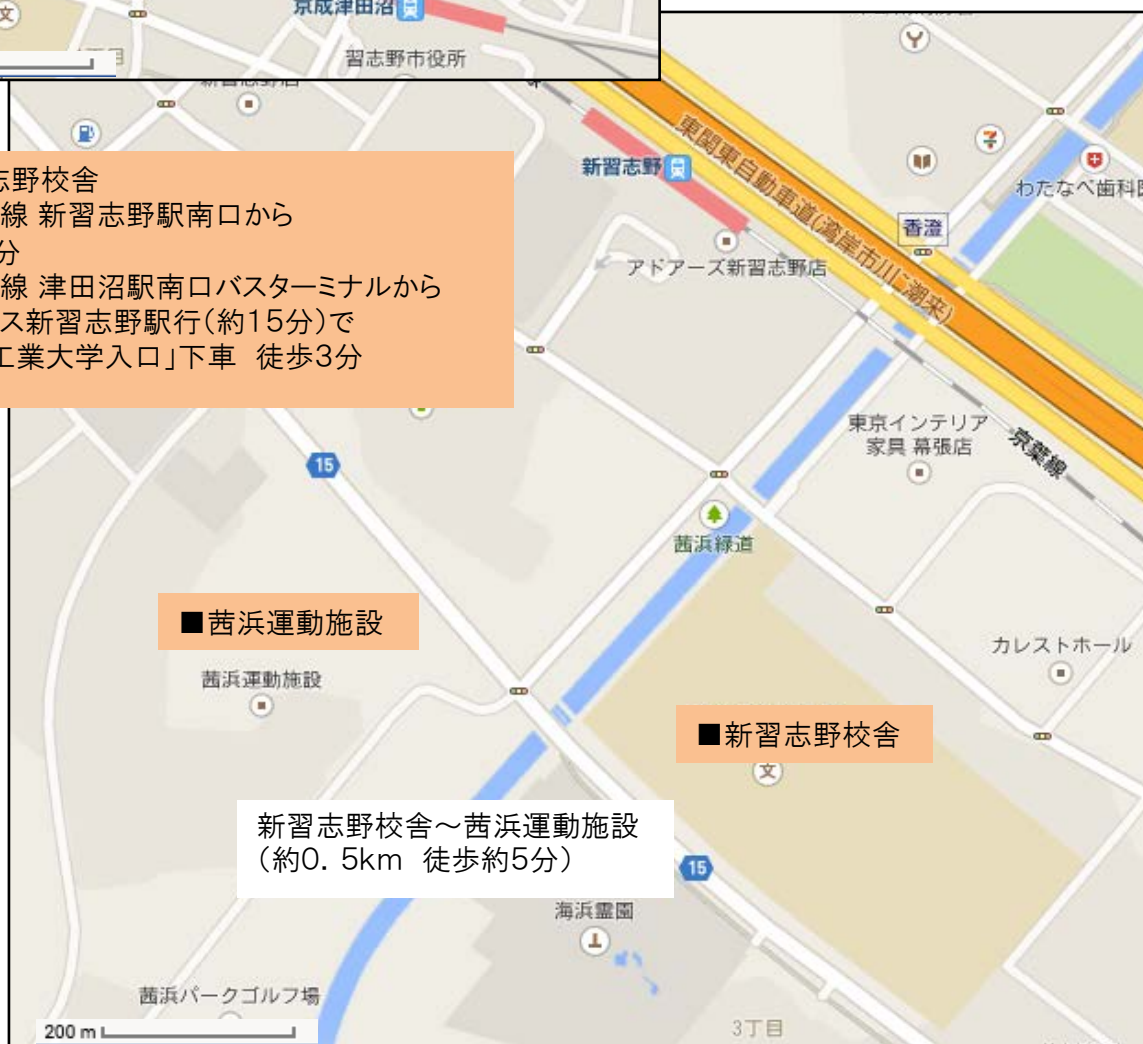 京成津田沼
習志野市役所
文
新習志野
東関東自動車道(湾岸市川-潮来)
わたなべ歯科医
香澄
アドアーズ新習志野店
志野校舎
線 新習志野駅南口から
分
線 津田沼駅南口バスターミナルから
ス新習志野駅行(約15分)で
工業大学入口」下車 徒歩3分
東京インテリア
家具 幕張店
京葉線
15
茜浜緑道
■茜浜運動施設
茜浜運動施設
カレストホール
■新習志野校舎
文
新習志野校舎~茜浜運動施設
(約0.5km 徒歩約5分)
15
海浜霊園
茜浜パークゴルフ場
200 m
3丁目